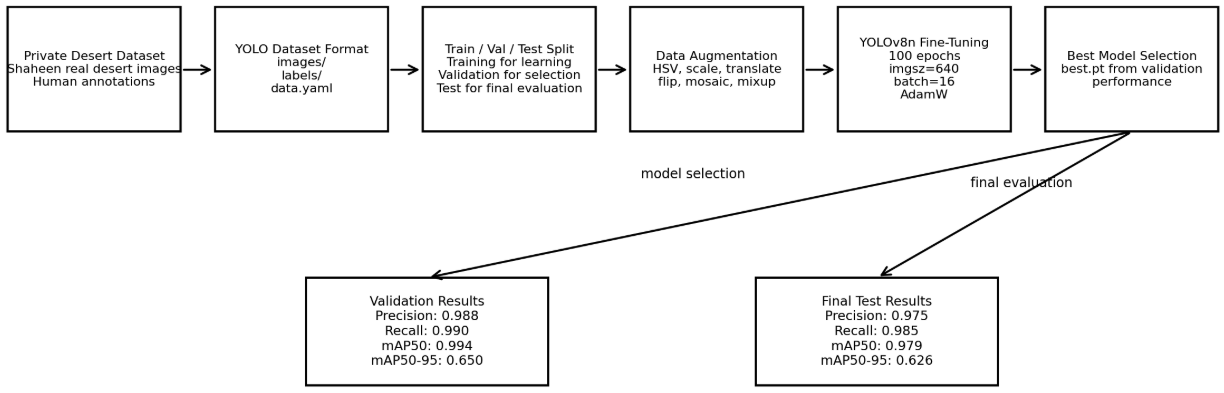 Private Desert Dataset
Shaheen real desert images
Human annotations
YOLO Dataset Format
images/
labels/
data.yaml
Train / Val / Test Split
Training for learning
Validation for selection
Test for final evaluation
Data Augmentation
HSV, scale, translate
flip, mosaic, mixup
YOLOv8n Fine-Tuning
100 epochs
imgsz=640
batch=16
AdamW
Best Model Selection
best.pt from validation
performance
model selection
final evaluation
Validation Results
Precision: 0.988
Recall: 0.990
mAP50: 0.994
mAP50-95: 0.650
Final Test Results
Precision: 0.975
Recall: 0.985
mAP50: 0.979
mAP50-95: 0.626